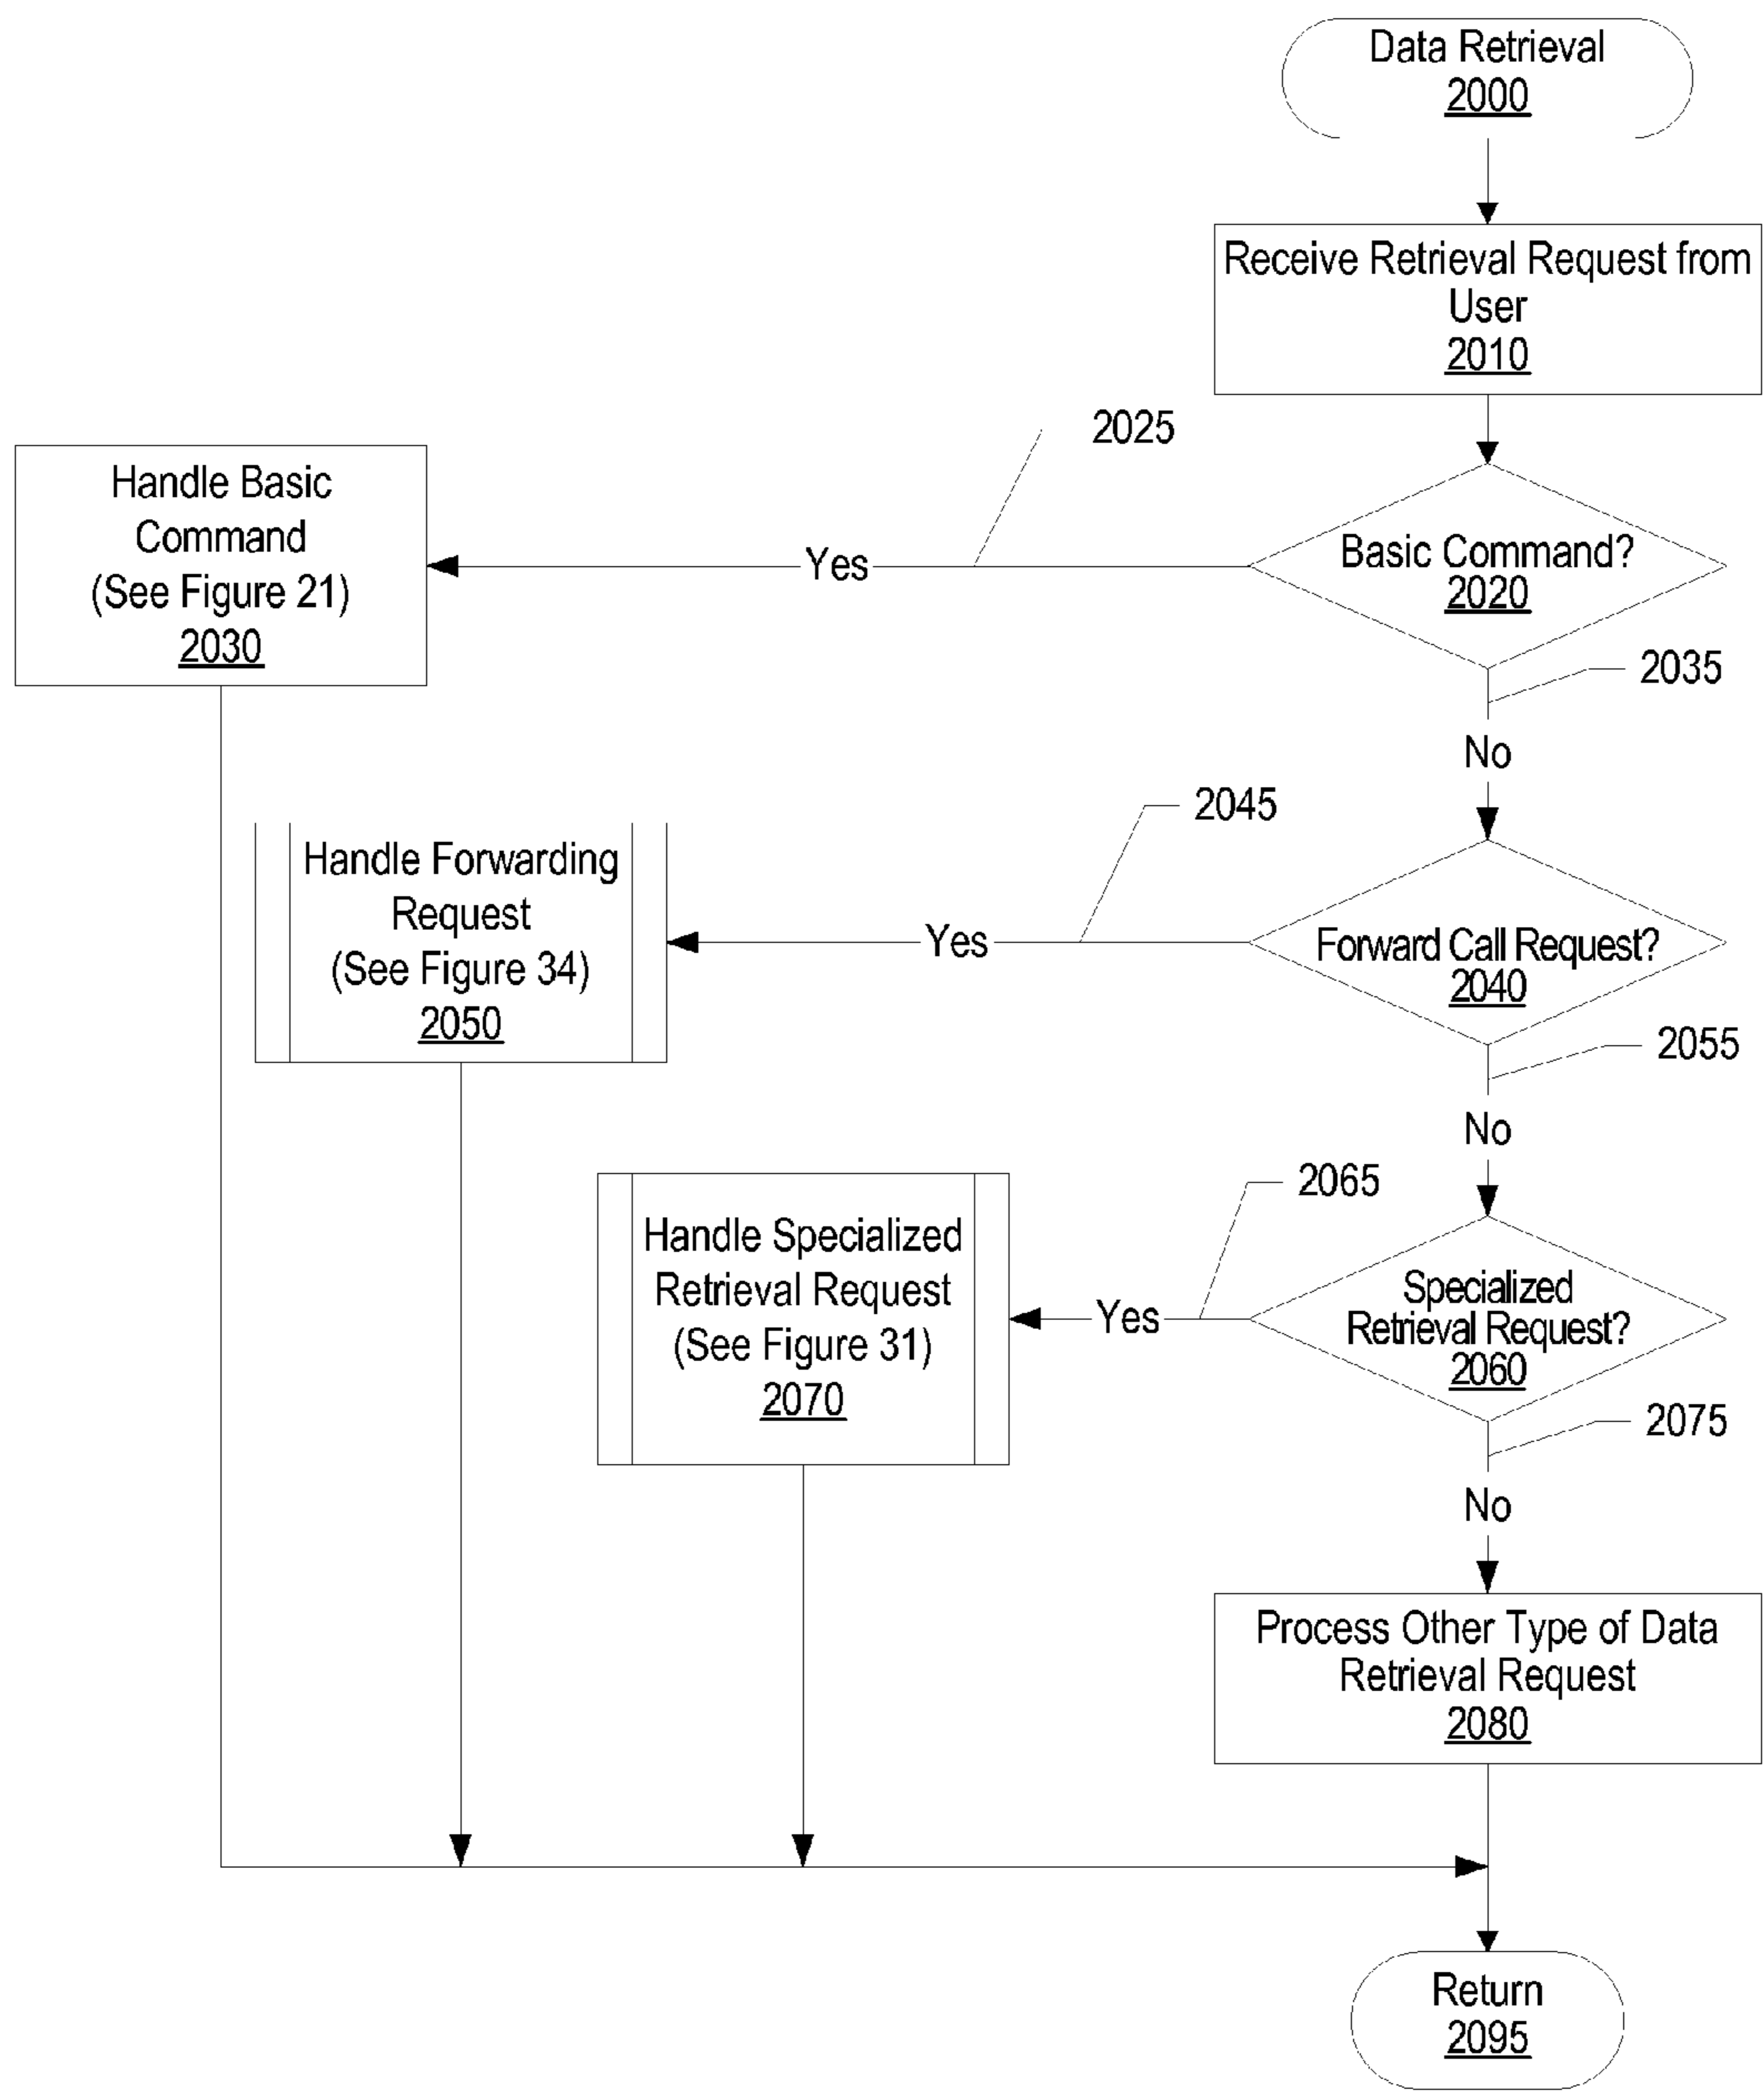 Data Retrieval
2000
Receive Retrieval Request from
User
2010
2025
Handle Basic
Command
(See Figure 21)
2030
Yes
Basic Command?
2020
2035
No
2045
Handle Forwarding
Request
(See Figure 34)
2050
Yes
Forward Call Request?
2040
2055
No
2065
Handle Specialized
Retrieval Request
(See Figure 31)
2070
Yes
Specialized
Retrieval Request?
2060
2075
No
Process Other Type of Data
Retrieval Request
2080
Return
2095